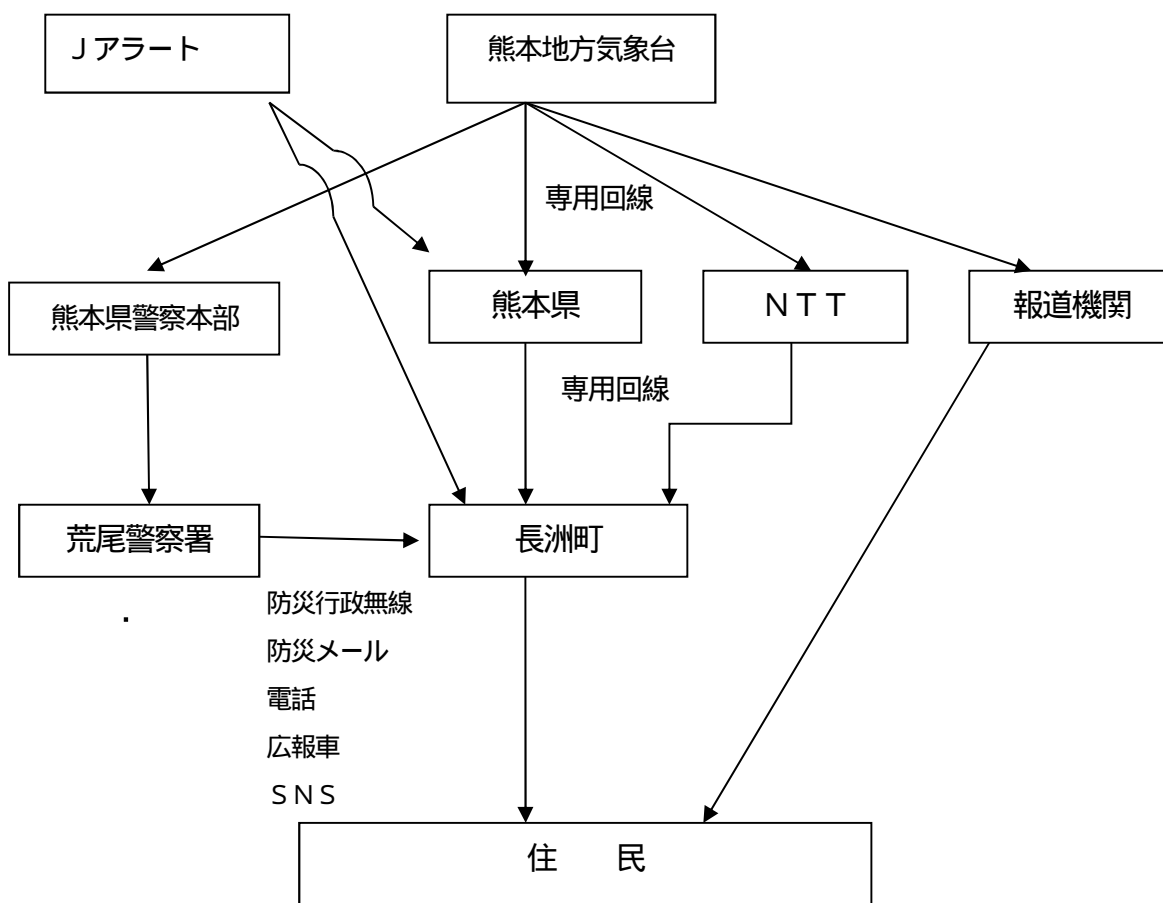 Ｊアラート
熊本地方気象台
専用回線
熊本県警察本部
熊本県
ＮＴＴ
報道機関
専用回線
荒尾警察署
長洲町
防災行政無線
防災メール
電話
広報車
ＳＮＳ
住　民